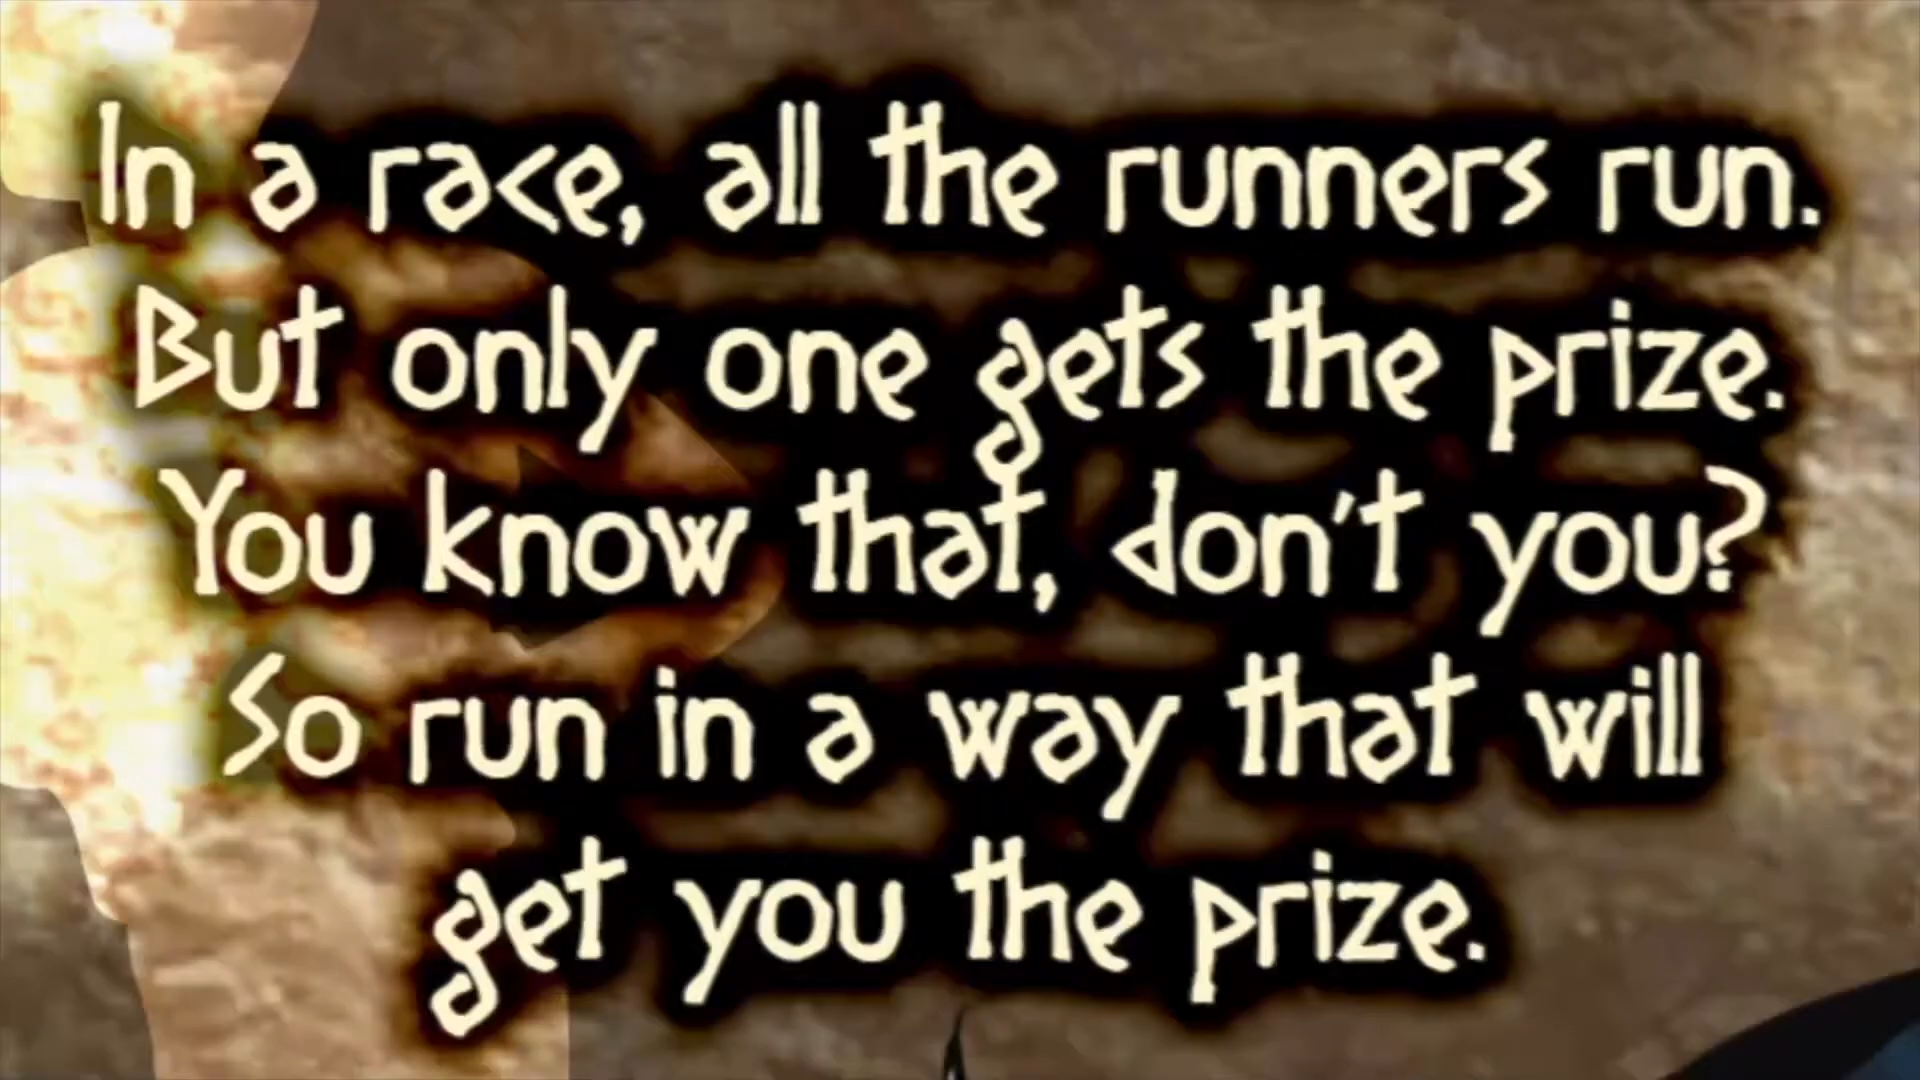 In a race, all the runners run.
But only one gets the prize.
You know that, don't you?
So run in a way that will
get you the prize.